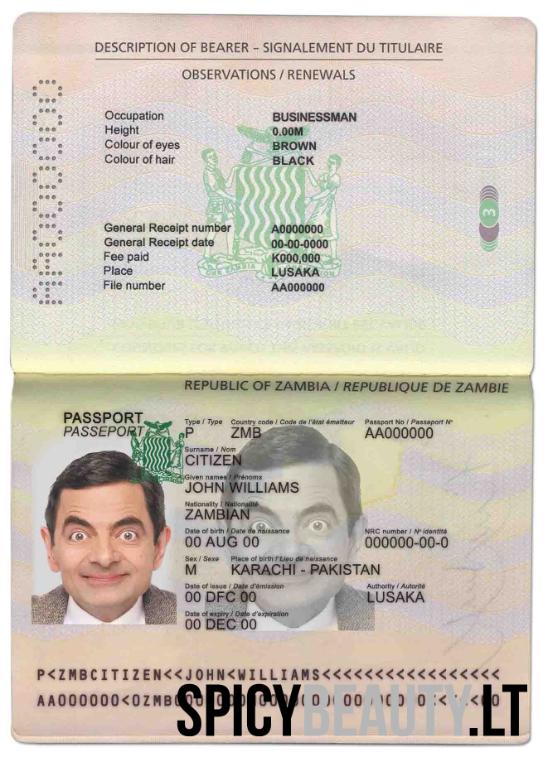 DESCRIPTION OF BEARER – SIGNALEMENT DU TITULAIRE
OBSERVATIONS / RENEWALS
Occupation BUSINESSMAN
Height 0.00M
Colour of eyes BROWN
Colour of hair BLACK
General Receipt number A0000000
General Receipt date 00-00-0000
Fee paid K000,000
Place LUSAKA
File number AA000000
3
REPUBLIC OF ZAMBIA / REPUBLIQUE DE ZAMBIE
PASSPORT
PASSEPORT
Type / Type Country code / Code de l'état émetteur Passport No / Passeport N°
P ZMB AA000000
Surname / Nom
CITIZEN
Given names / Prénoms
JOHN WILLIAMS
Nationality / Nationalité
ZAMBIAN
Date of birth / Date de naissance NRC number / N° identité
00 AUG 00 000000-00-0
Sex / Sexe Place of birth / Lieu de naissance
M KARACHI - PAKISTAN
Date of issue / Date d'émission Authority / Autorité
00 DFC 00 LUSAKA
Date of expiry / Date d'expiration
00 DEC 00
P<ZMBCITIZEN<<JOHN<WILLIAMS<<<<<<<<<<<<<<<<<
AA000000<0ZMB
SPICYBEAUTY.LT